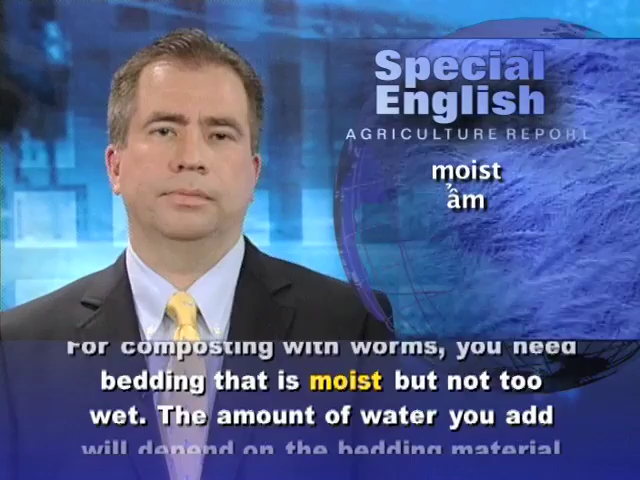 Special
English
AGRICULTURE REPORT
moist
ẩm
For composting with worms, you need
bedding that is moist but not too
wet. The amount of water you add
will depend on the bedding material